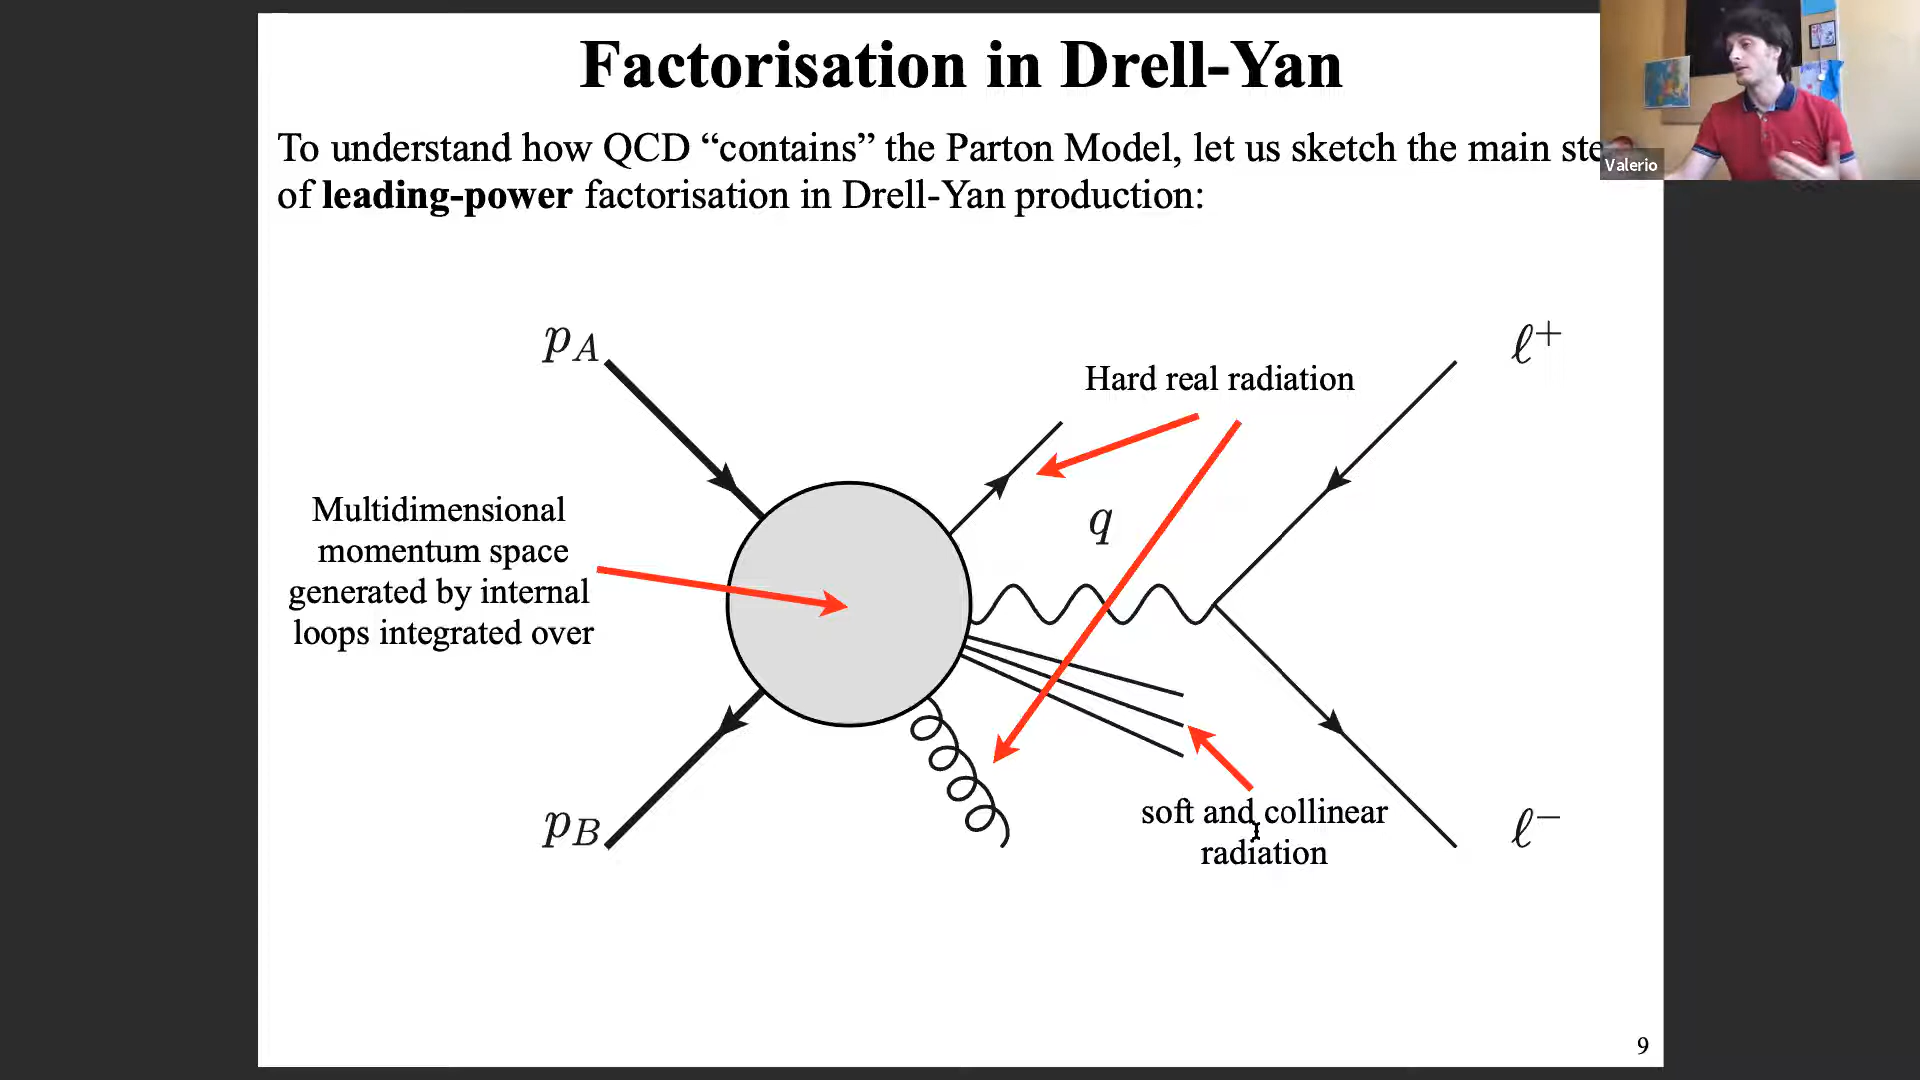 Factorisation in Drell-Yan
To understand how QCD “contains” the Parton Model, let us sketch the main
of leading-power factorisation in Drell-Yan production:
Valerio
p_A
ℓ⁺
Hard real radiation
Multidimensional
momentum space
generated by internal
loops integrated over
q
soft and collinear
radiation
p_B
ℓ⁻
9